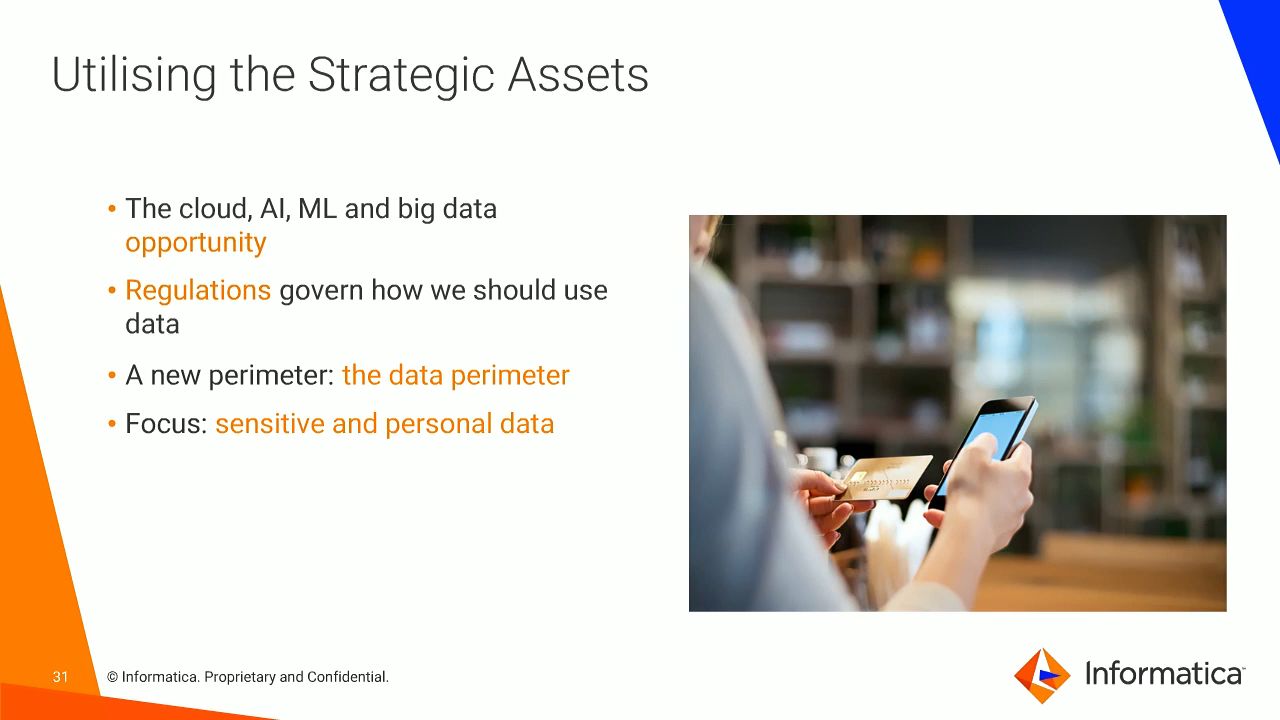 Utilising the Strategic Assets
• The cloud, AI, ML and big data
opportunity
• Regulations govern how we should use
data
• A new perimeter: the data perimeter
• Focus: sensitive and personal data
31
© Informatica. Proprietary and Confidential.
Informatica™